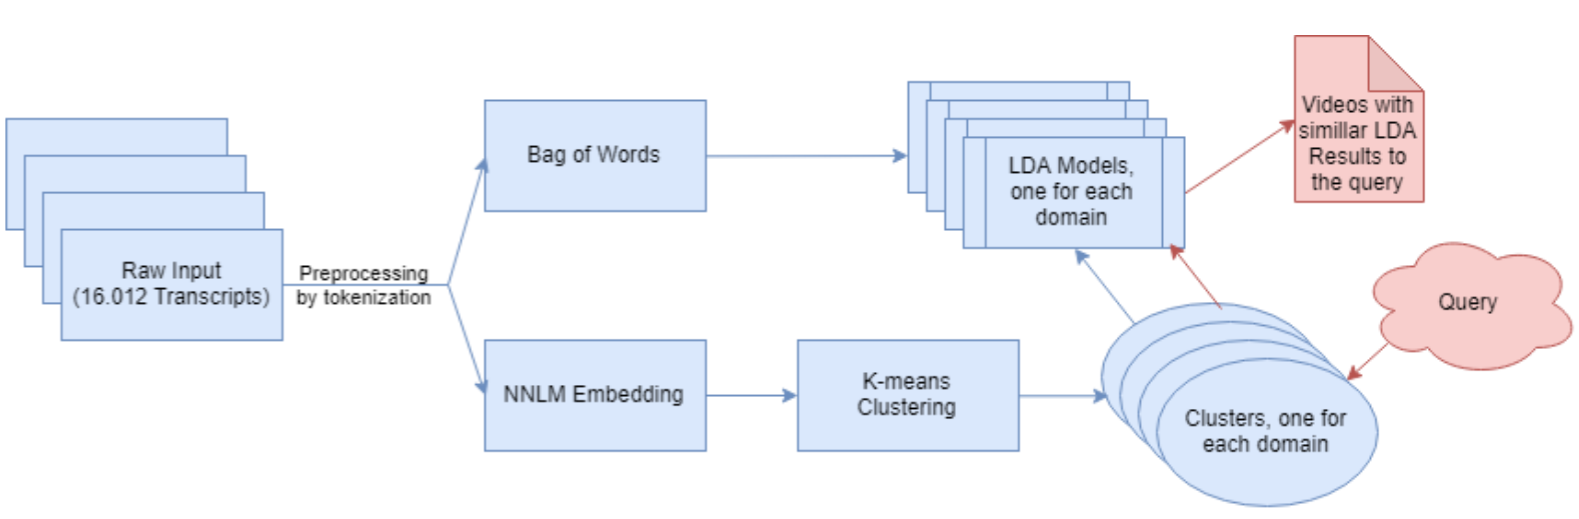 Raw Input
(16.012 Transcripts)
Preprocessing
by tokenization
Bag of Words
NNLM Embedding
K-means
Clustering
LDA Models,
one for each
domain
Clusters, one for
each domain
Query
Videos with
simillar LDA
Results to
the query